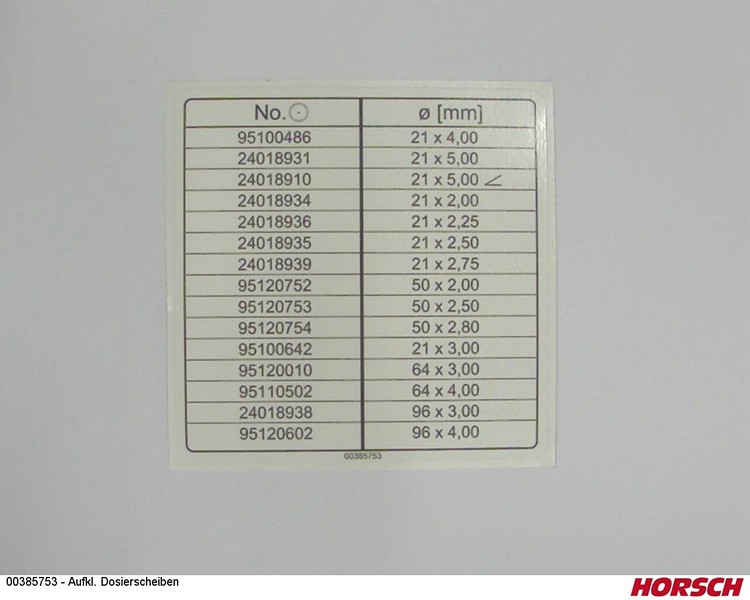 No. ø [mm]
95100486 21 x 4,00
24018931 21 x 5,00
24018910 21 x 5,00
24018934 21 x 2,00
24018936 21 x 2,25
24018935 21 x 2,50
24018939 21 x 2,75
95120752 50 x 2,00
95120753 50 x 2,50
95120754 50 x 2,80
95100642 21 x 3,00
95120010 64 x 3,00
95110502 64 x 4,00
24018938 96 x 3,00
95120602 96 x 4,00
00385753
00385753 - Aufkl. Dosierscheiben
HORSCH